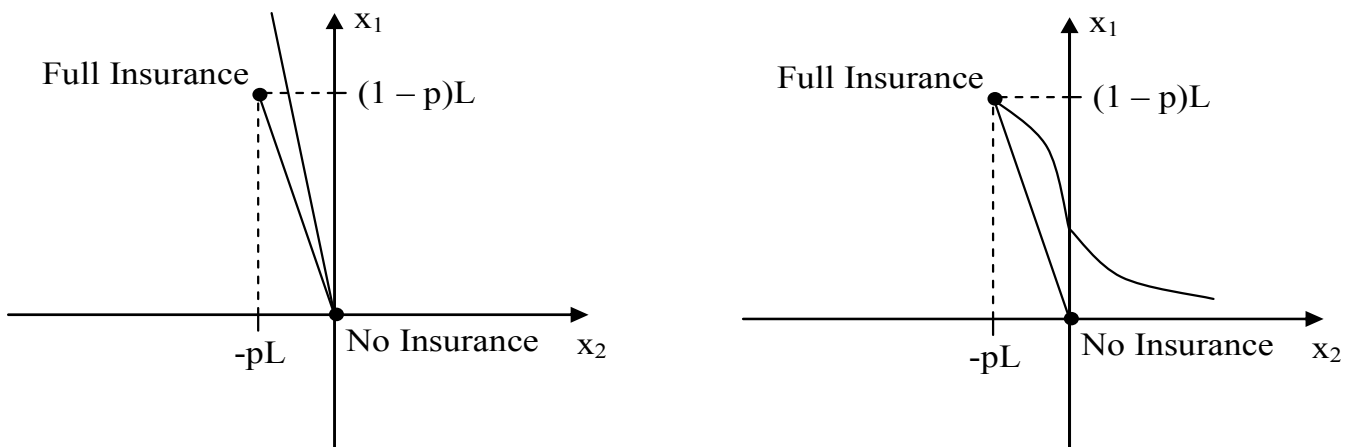 x₁
Full Insurance
(1 – p)L
No Insurance
x₂
-pL
x₁
Full Insurance
(1 – p)L
No Insurance
x₂
-pL